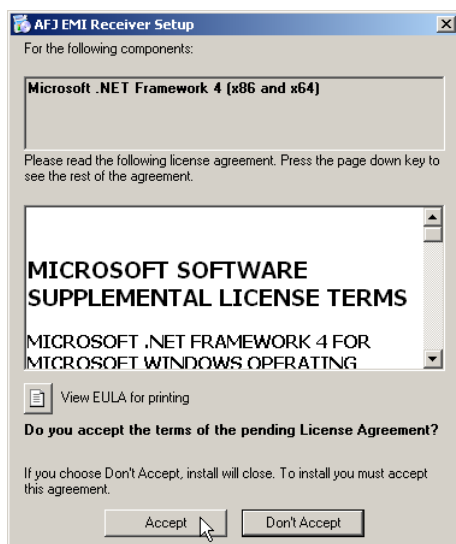 AFJ EMI Receiver Setup
For the following components:
Microsoft .NET Framework 4 (x86 and x64)
Please read the following license agreement. Press the page down key to
see the rest of the agreement.
MICROSOFT SOFTWARE
SUPPLEMENTAL LICENSE TERMS
MICROSOFT .NET FRAMEWORK 4 FOR
MICROSOFT WINDOWS OPERATING
View EULA for printing
Do you accept the terms of the pending License Agreement?
If you choose Don't Accept, install will close. To install you must accept
this agreement.
Accept Don't Accept